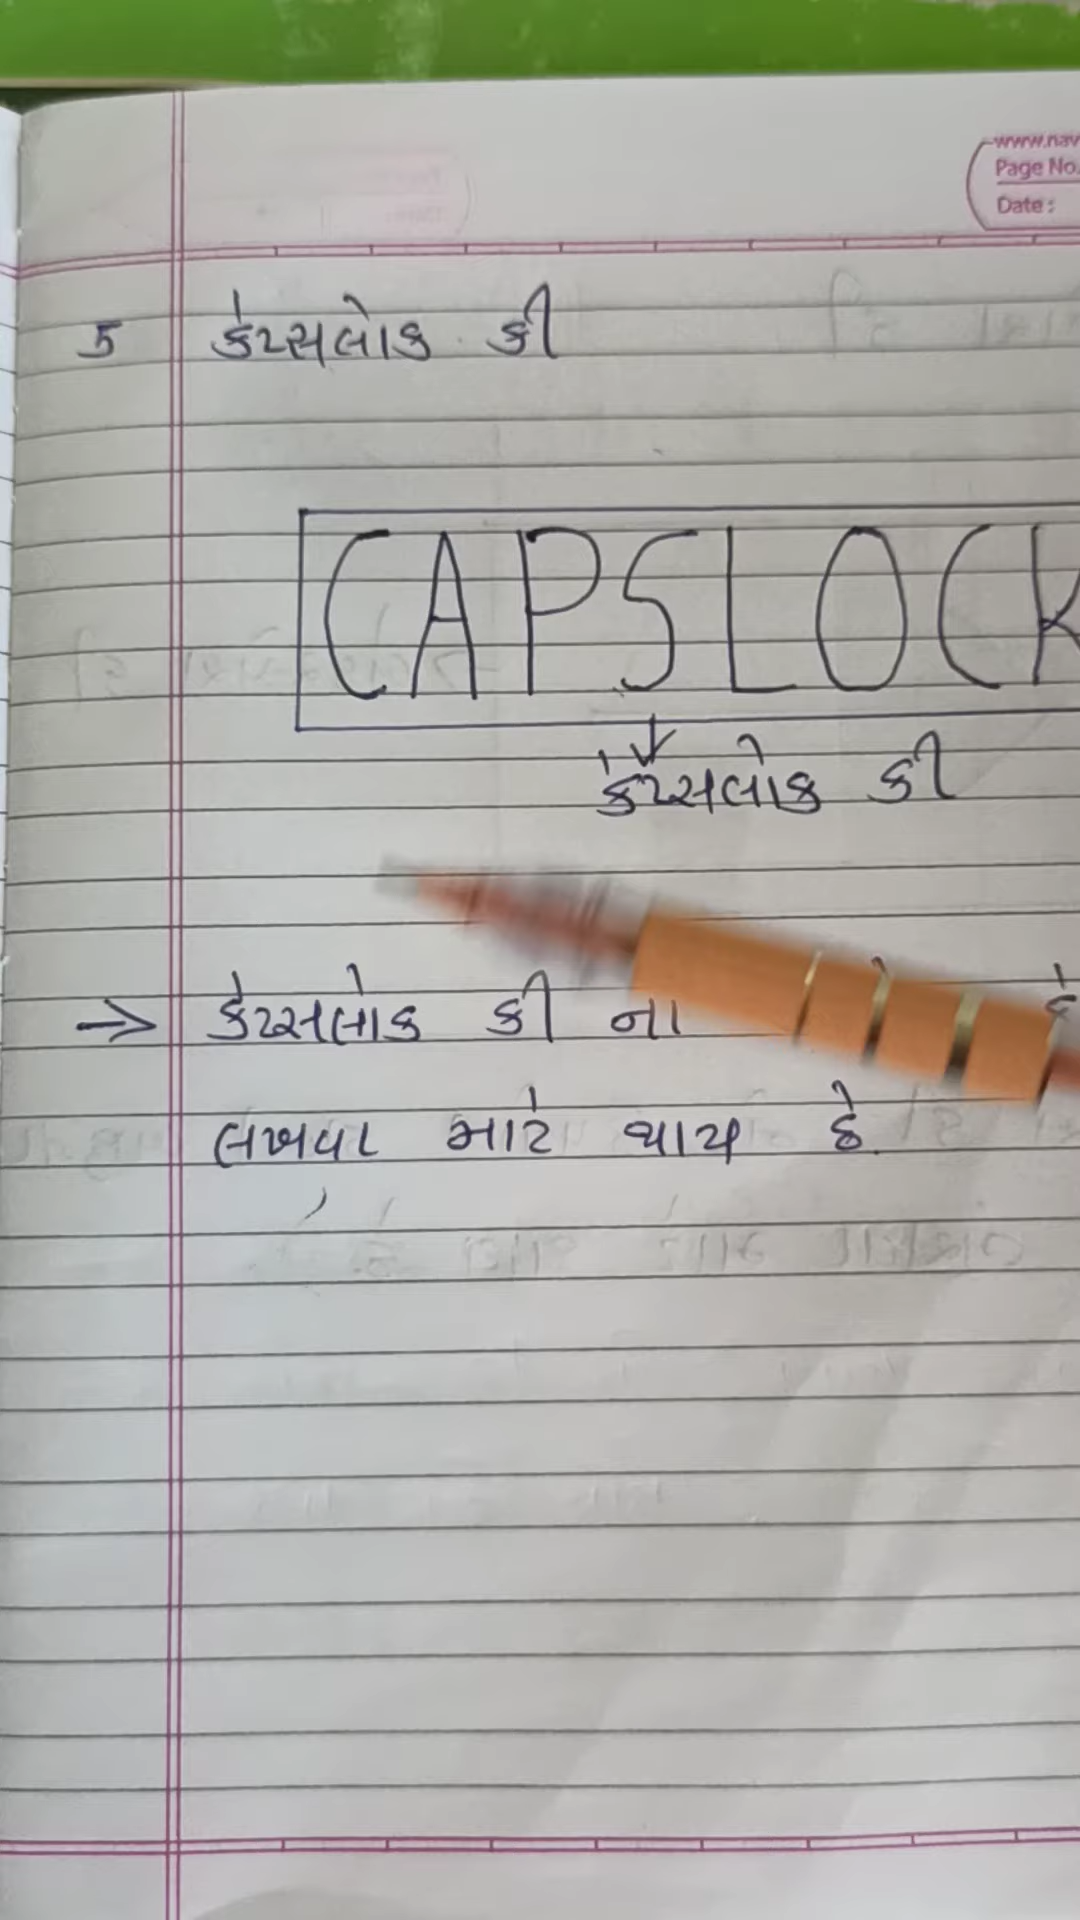 www.nav
Page No.
Date :
5 કેપ્સલોક કી
CAPSLOCK
કેપ્સલોક કી
→ કેપ્સલોક કી ના
લખવા માટે થાય છે.